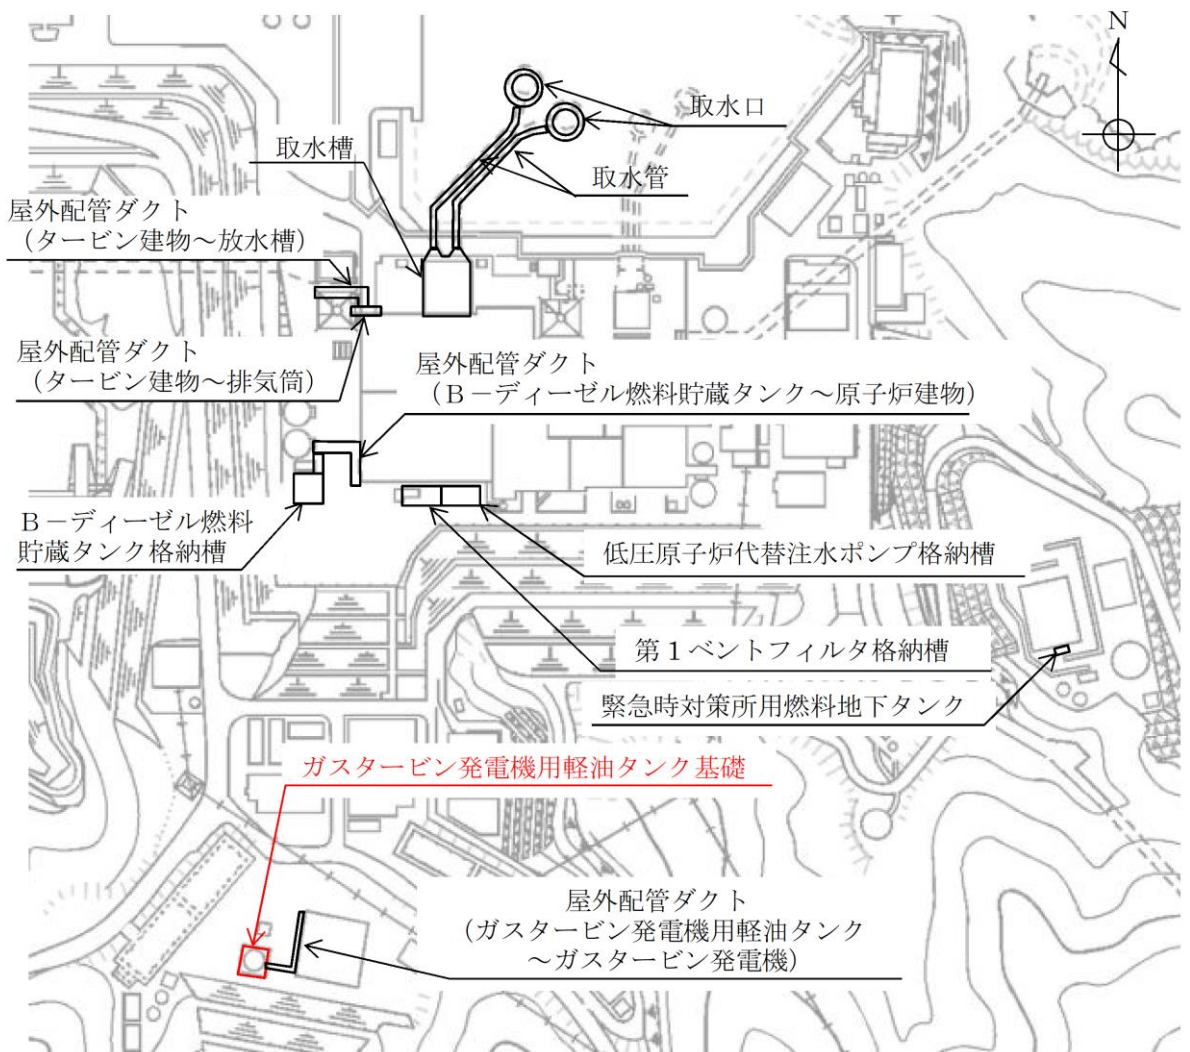 N
取水口
取水槽
取水管
屋外配管ダクト
（タービン建物～放水槽）
屋外配管ダクト
（タービン建物～排気筒）
屋外配管ダクト
（Ｂ－ディーゼル燃料貯蔵タンク～原子炉建物）
Ｂ－ディーゼル燃料
貯蔵タンク格納槽
低圧原子炉代替注水ポンプ格納槽
第１ベントフィルタ格納槽
緊急時対策所用燃料地下タンク
ガスタービン発電機用軽油タンク基礎
屋外配管ダクト
（ガスタービン発電機用軽油タンク
～ガスタービン発電機）